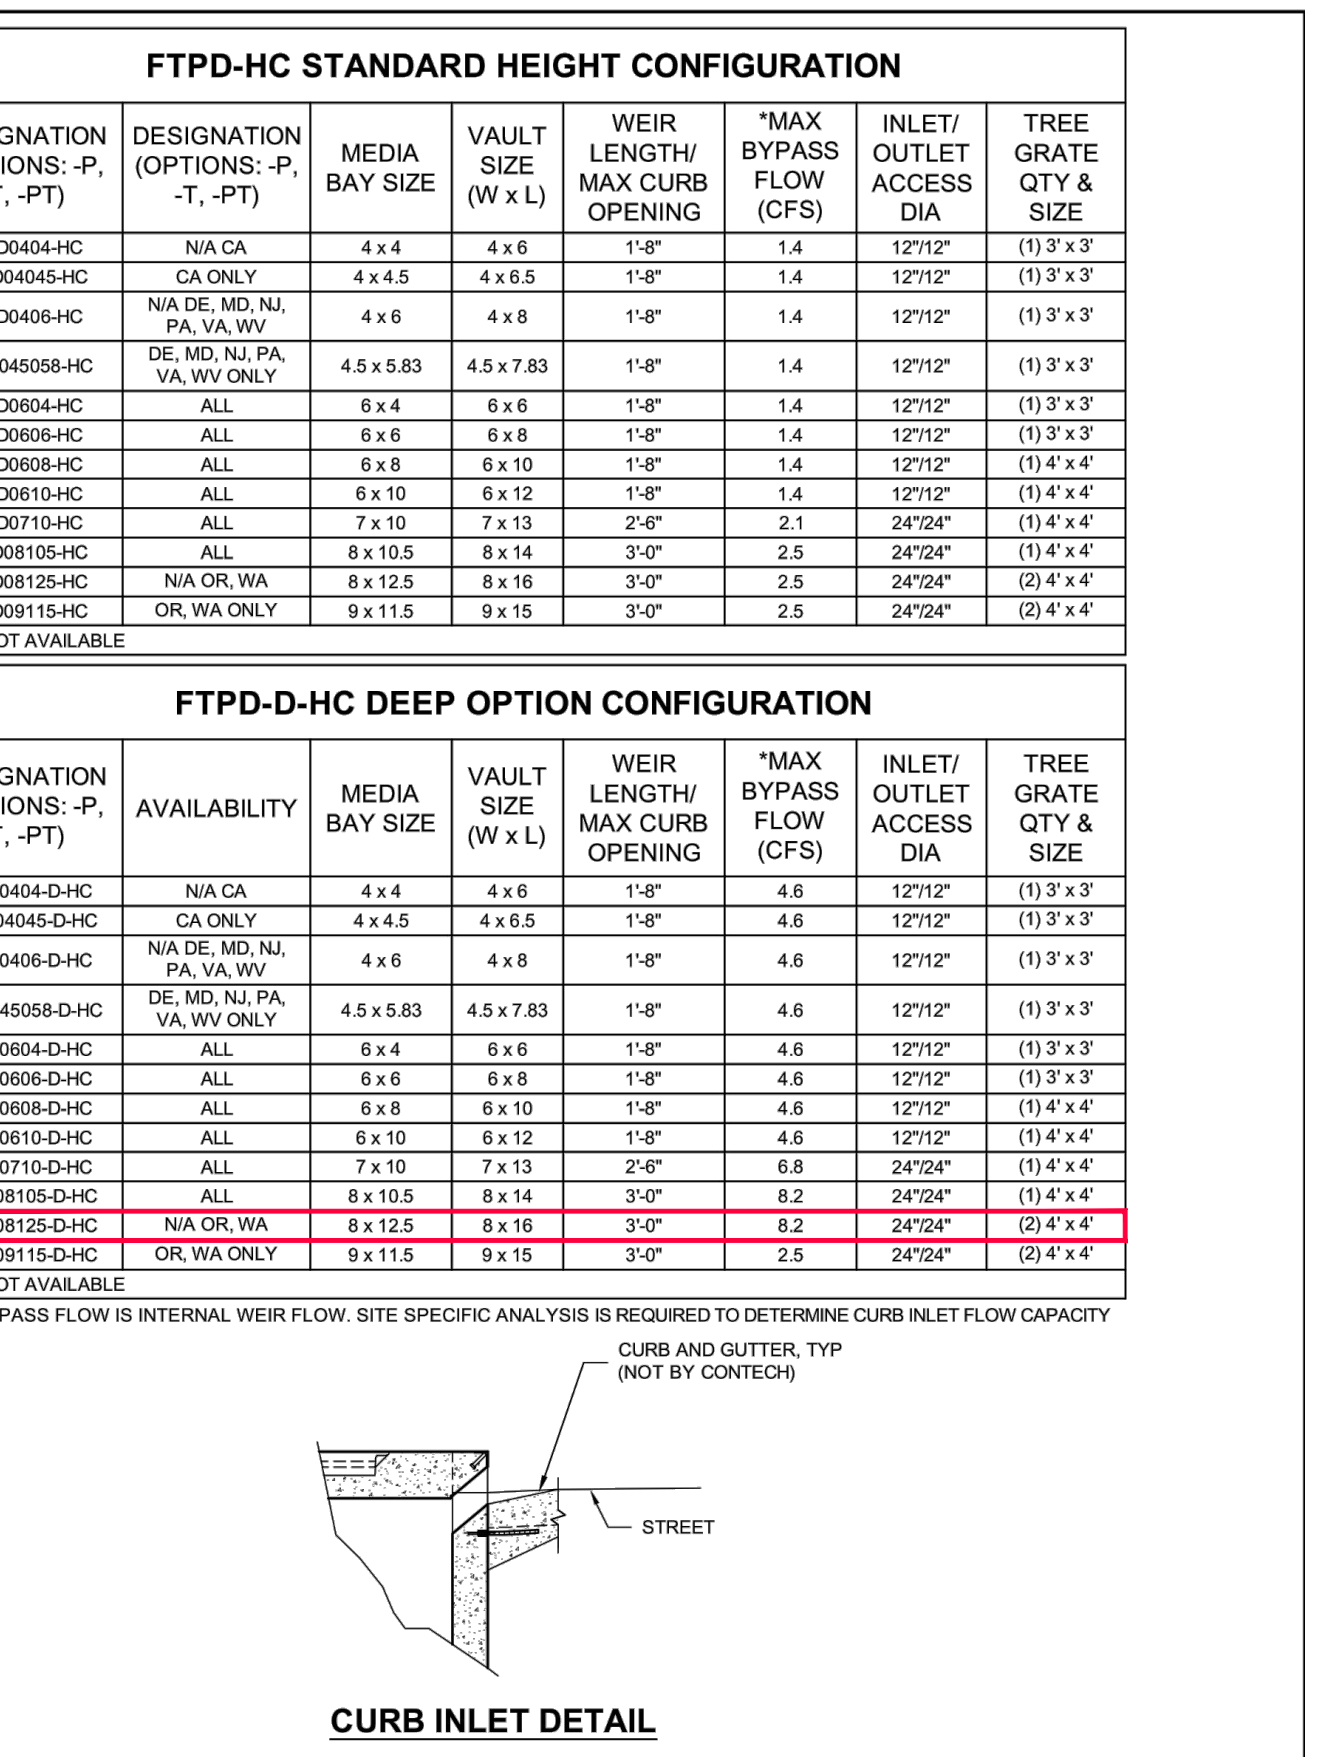 FTPD-HC STANDARD HEIGHT CONFIGURATION
GNATION IONS: -P, , -PT) DESIGNATION (OPTIONS: -P, -T, -PT) MEDIA BAY SIZE VAULT SIZE (W x L) WEIR LENGTH/ MAX CURB OPENING *MAX BYPASS FLOW (CFS) INLET/ OUTLET ACCESS DIA TREE GRATE QTY & SIZE
D0404-HC N/A CA 4 x 4 4 x 6 1'-8" 1.4 12"/12" (1) 3' x 3'
D04045-HC CA ONLY 4 x 4.5 4 x 6.5 1'-8" 1.4 12"/12" (1) 3' x 3'
D0406-HC N/A DE, MD, NJ, PA, VA, WV 4 x 6 4 x 8 1'-8" 1.4 12"/12" (1) 3' x 3'
045058-HC DE, MD, NJ, PA, VA, WV ONLY 4.5 x 5.83 4.5 x 7.83 1'-8" 1.4 12"/12" (1) 3' x 3'
D0604-HC ALL 6 x 4 6 x 6 1'-8" 1.4 12"/12" (1) 3' x 3'
D0606-HC ALL 6 x 6 6 x 8 1'-8" 1.4 12"/12" (1) 3' x 3'
D0608-HC ALL 6 x 8 6 x 10 1'-8" 1.4 12"/12" (1) 4' x 4'
D0610-HC ALL 6 x 10 6 x 12 1'-8" 1.4 12"/12" (1) 4' x 4'
D0710-HC ALL 7 x 10 7 x 13 2'-6" 2.1 24"/24" (1) 4' x 4'
D08105-HC ALL 8 x 10.5 8 x 14 3'-0" 2.5 24"/24" (1) 4' x 4'
D08125-HC N/A OR, WA 8 x 12.5 8 x 16 3'-0" 2.5 24"/24" (2) 4' x 4'
D09115-HC OR, WA ONLY 9 x 11.5 9 x 15 3'-0" 2.5 24"/24" (2) 4' x 4'
OT AVAILABLE
FTPD-D-HC DEEP OPTION CONFIGURATION
GNATION IONS: -P, , -PT) AVAILABILITY MEDIA BAY SIZE VAULT SIZE (W x L) WEIR LENGTH/ MAX CURB OPENING *MAX BYPASS FLOW (CFS) INLET/ OUTLET ACCESS DIA TREE GRATE QTY & SIZE
0404-D-HC N/A CA 4 x 4 4 x 6 1'-8" 4.6 12"/12" (1) 3' x 3'
04045-D-HC CA ONLY 4 x 4.5 4 x 6.5 1'-8" 4.6 12"/12" (1) 3' x 3'
0406-D-HC N/A DE, MD, NJ, PA, VA, WV 4 x 6 4 x 8 1'-8" 4.6 12"/12" (1) 3' x 3'
45058-D-HC DE, MD, NJ, PA, VA, WV ONLY 4.5 x 5.83 4.5 x 7.83 1'-8" 4.6 12"/12" (1) 3' x 3'
0604-D-HC ALL 6 x 4 6 x 6 1'-8" 4.6 12"/12" (1) 3' x 3'
0606-D-HC ALL 6 x 6 6 x 8 1'-8" 4.6 12"/12" (1) 3' x 3'
0608-D-HC ALL 6 x 8 6 x 10 1'-8" 4.6 12"/12" (1) 4' x 4'
0610-D-HC ALL 6 x 10 6 x 12 1'-8" 4.6 12"/12" (1) 4' x 4'
0710-D-HC ALL 7 x 10 7 x 13 2'-6" 6.8 24"/24" (1) 4' x 4'
08105-D-HC ALL 8 x 10.5 8 x 14 3'-0" 8.2 24"/24" (1) 4' x 4'
08125-D-HC N/A OR, WA 8 x 12.5 8 x 16 3'-0" 8.2 24"/24" (2) 4' x 4'
09115-D-HC OR, WA ONLY 9 x 11.5 9 x 15 3'-0" 2.5 24"/24" (2) 4' x 4'
OT AVAILABLE
PASS FLOW IS INTERNAL WEIR FLOW. SITE SPECIFIC ANALYSIS IS REQUIRED TO DETERMINE CURB INLET FLOW CAPACITY
CURB AND GUTTER, TYP
(NOT BY CONTECH)
STREET
CURB INLET DETAIL